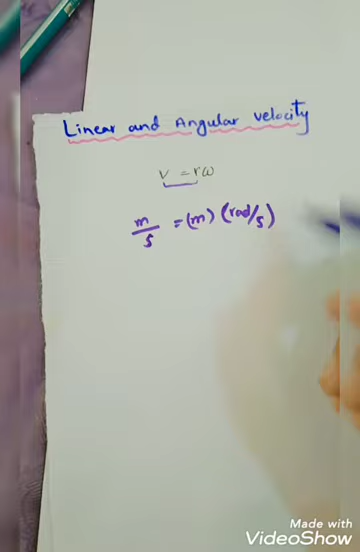 Linear and Angular velocity
v = rω
m/s = (m) (rad/s)
Made with
VideoShow